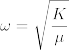 ω = √(K/μ)